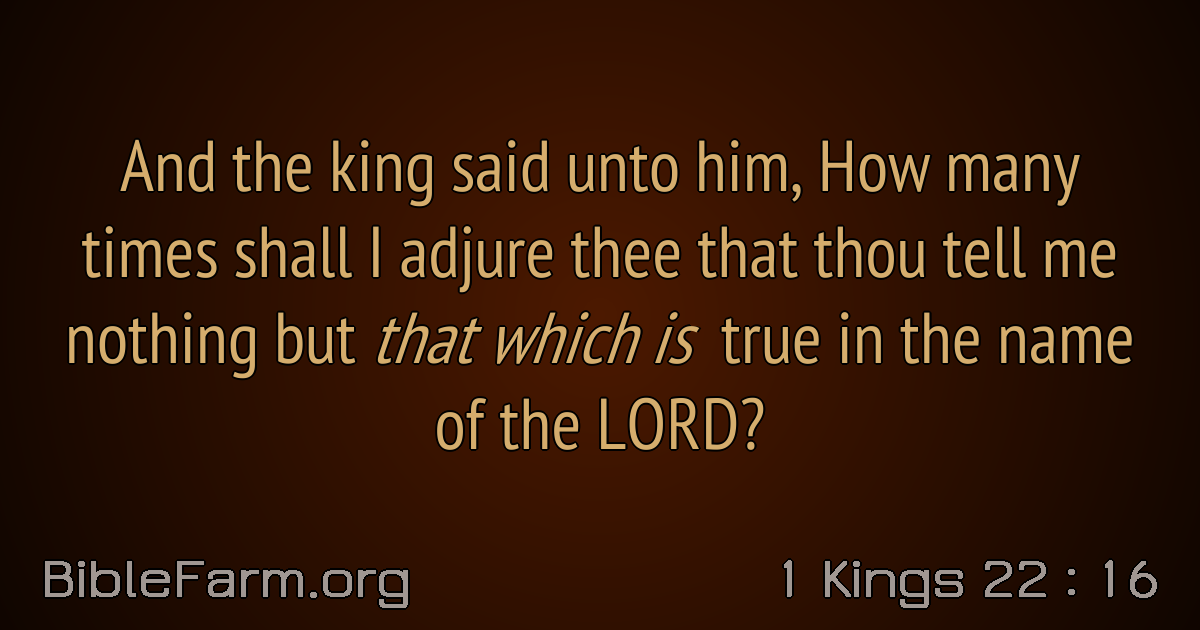 And the king said unto him, How many
times shall I adjure thee that thou tell me
nothing but that which is true in the name
of the LORD?
BibleFarm.org
1 Kings 22 : 16